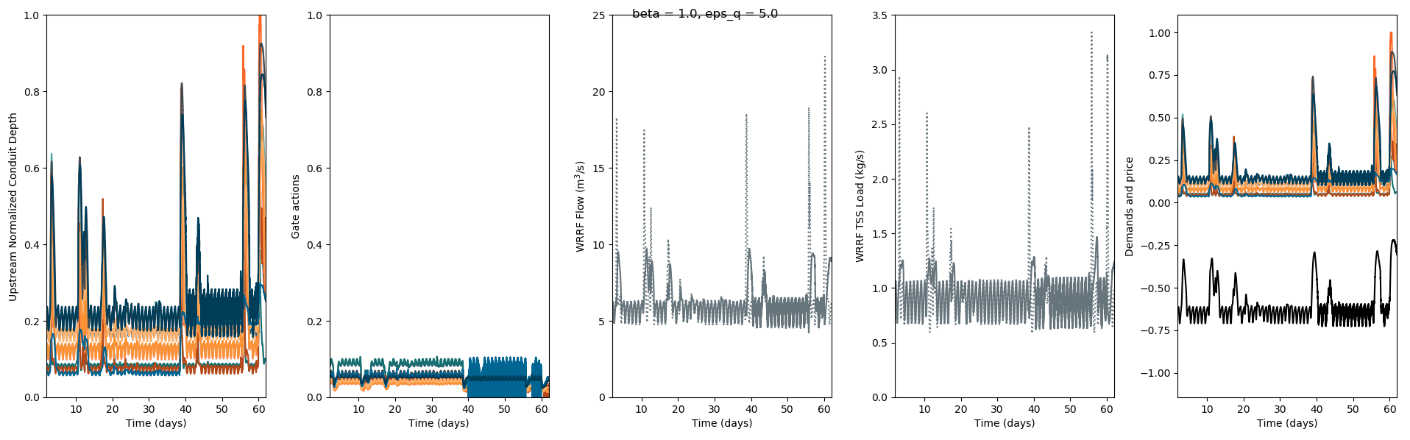 beta = 1.0, eps_q = 5.0
Upstream Normalized Conduit Depth
1.0
0.8
0.6
0.4
0.2
0.0
10 20 30 40 50 60
Time (days)
Gate actions
1.0
0.8
0.6
0.4
0.2
0.0
10 20 30 40 50 60
Time (days)
WRRF Flow (m³/s)
25
20
15
10
5
0
10 20 30 40 50 60
Time (days)
WRRF TSS Load (kg/s)
3.5
3.0
2.5
2.0
1.5
1.0
0.5
0.0
10 20 30 40 50 60
Time (days)
Demands and price
1.00
0.75
0.50
0.25
0.00
−0.25
−0.50
−0.75
−1.00
10 20 30 40 50 60
Time (days)